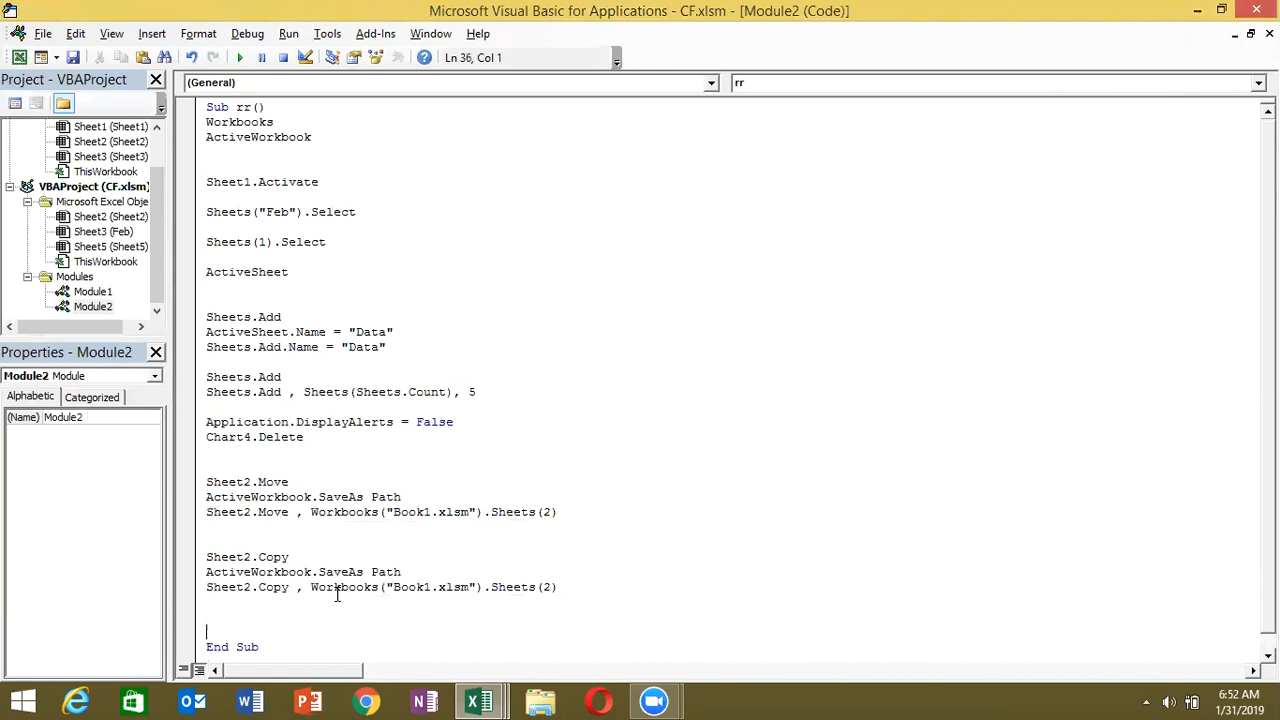 Microsoft Visual Basic for Applications - CF.xlsm - [Module2 (Code)]
File Edit View Insert Format Debug Run Tools Add-Ins Window Help
Ln 36, Col 1
Project - VBAProject
(General)
rr
Sheet1 (Sheet1)
Sheet2 (Sheet2)
Sheet3 (Sheet3)
ThisWorkbook
VBAProject (CF.xlsm)
Microsoft Excel Obje
Sheet2 (Sheet2)
Sheet3 (Feb)
Sheet5 (Sheet5)
ThisWorkbook
Modules
Module1
Module2
Properties - Module2
Module2 Module
Alphabetic Categorized
(Name) Module2
Sub rr()
Workbooks
ActiveWorkbook
Sheet1.Activate
Sheets("Feb").Select
Sheets(1).Select
ActiveSheet
Sheets.Add
ActiveSheet.Name = "Data"
Sheets.Add.Name = "Data"
Sheets.Add
Sheets.Add , Sheets(Sheets.Count), 5
Application.DisplayAlerts = False
Chart4.Delete
Sheet2.Move
ActiveWorkbook.SaveAs Path
Sheet2.Move , Workbooks("Book1.xlsm").Sheets(2)
Sheet2.Copy
ActiveWorkbook.SaveAs Path
Sheet2.Copy , Workbooks("Book1.xlsm").Sheets(2)
End Sub
6:52 AM
1/31/2019